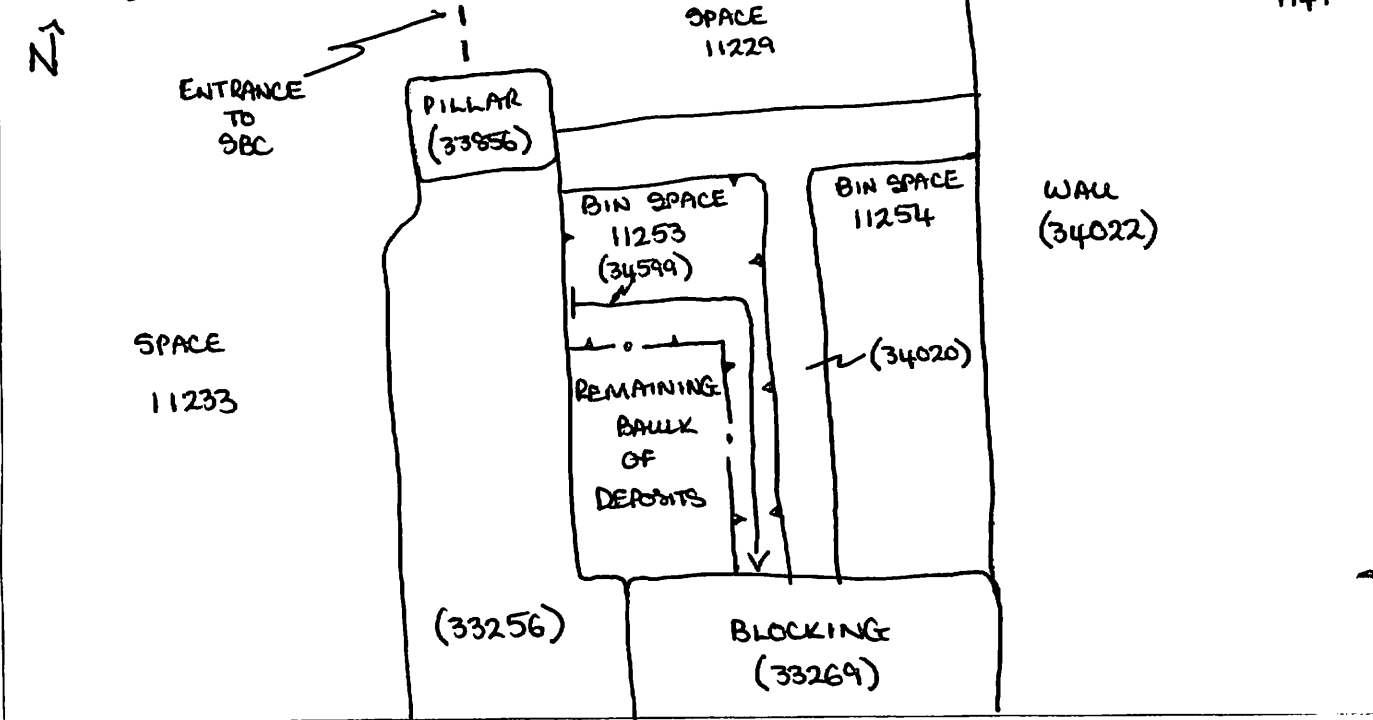 N
SPACE
11229
ENTRANCE
TO
SBC
PILLAR
(33856)
BIN SPACE
11253
(34599)
BIN SPACE
11254
WALL
(34022)
SPACE
11233
(34020)
REMAINING
BAULK
OF
DEPOSITS
(33256)
BLOCKING
(33269)